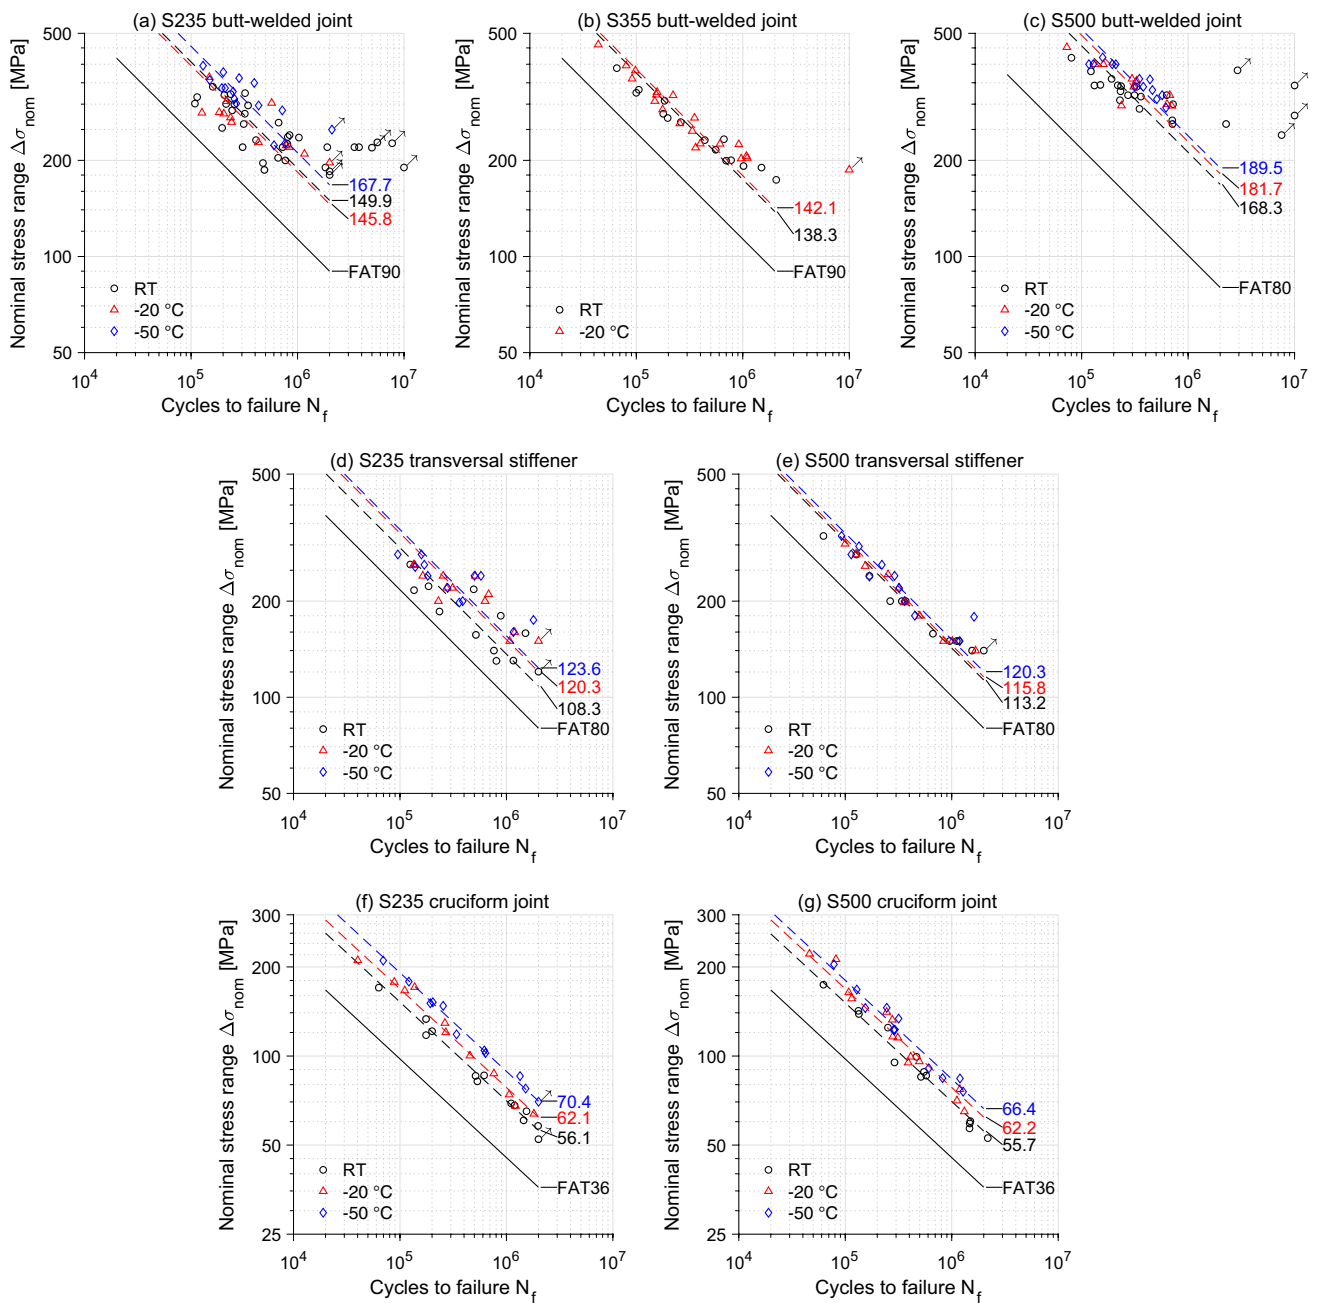 (a) S235 butt-welded joint
Nominal stress range Δσnom [MPa]
500
200
100
50
167.7
149.9
145.8
FAT90
RT
-20 °C
-50 °C
10^4
10^5
10^6
10^7
Cycles to failure Nf
(b) S355 butt-welded joint
Nominal stress range Δσnom [MPa]
500
200
100
50
142.1
138.3
FAT90
RT
-20 °C
10^4
10^5
10^6
10^7
Cycles to failure Nf
(c) S500 butt-welded joint
Nominal stress range Δσnom [MPa]
500
200
100
50
189.5
181.7
168.3
FAT80
RT
-20 °C
-50 °C
10^4
10^5
10^6
10^7
Cycles to failure Nf
(d) S235 transversal stiffener
Nominal stress range Δσnom [MPa]
500
200
100
50
123.6
120.3
108.3
FAT80
RT
-20 °C
-50 °C
10^4
10^5
10^6
10^7
Cycles to failure Nf
(e) S500 transversal stiffener
Nominal stress range Δσnom [MPa]
500
200
100
50
120.3
115.8
113.2
FAT80
RT
-20 °C
-50 °C
10^4
10^5
10^6
10^7
Cycles to failure Nf
(f) S235 cruciform joint
Nominal stress range Δσnom [MPa]
300
200
100
50
25
70.4
62.1
56.1
FAT36
RT
-20 °C
-50 °C
10^4
10^5
10^6
10^7
Cycles to failure Nf
(g) S500 cruciform joint
Nominal stress range Δσnom [MPa]
300
200
100
50
25
66.4
62.2
55.7
FAT36
RT
-20 °C
-50 °C
10^4
10^5
10^6
10^7
Cycles to failure Nf